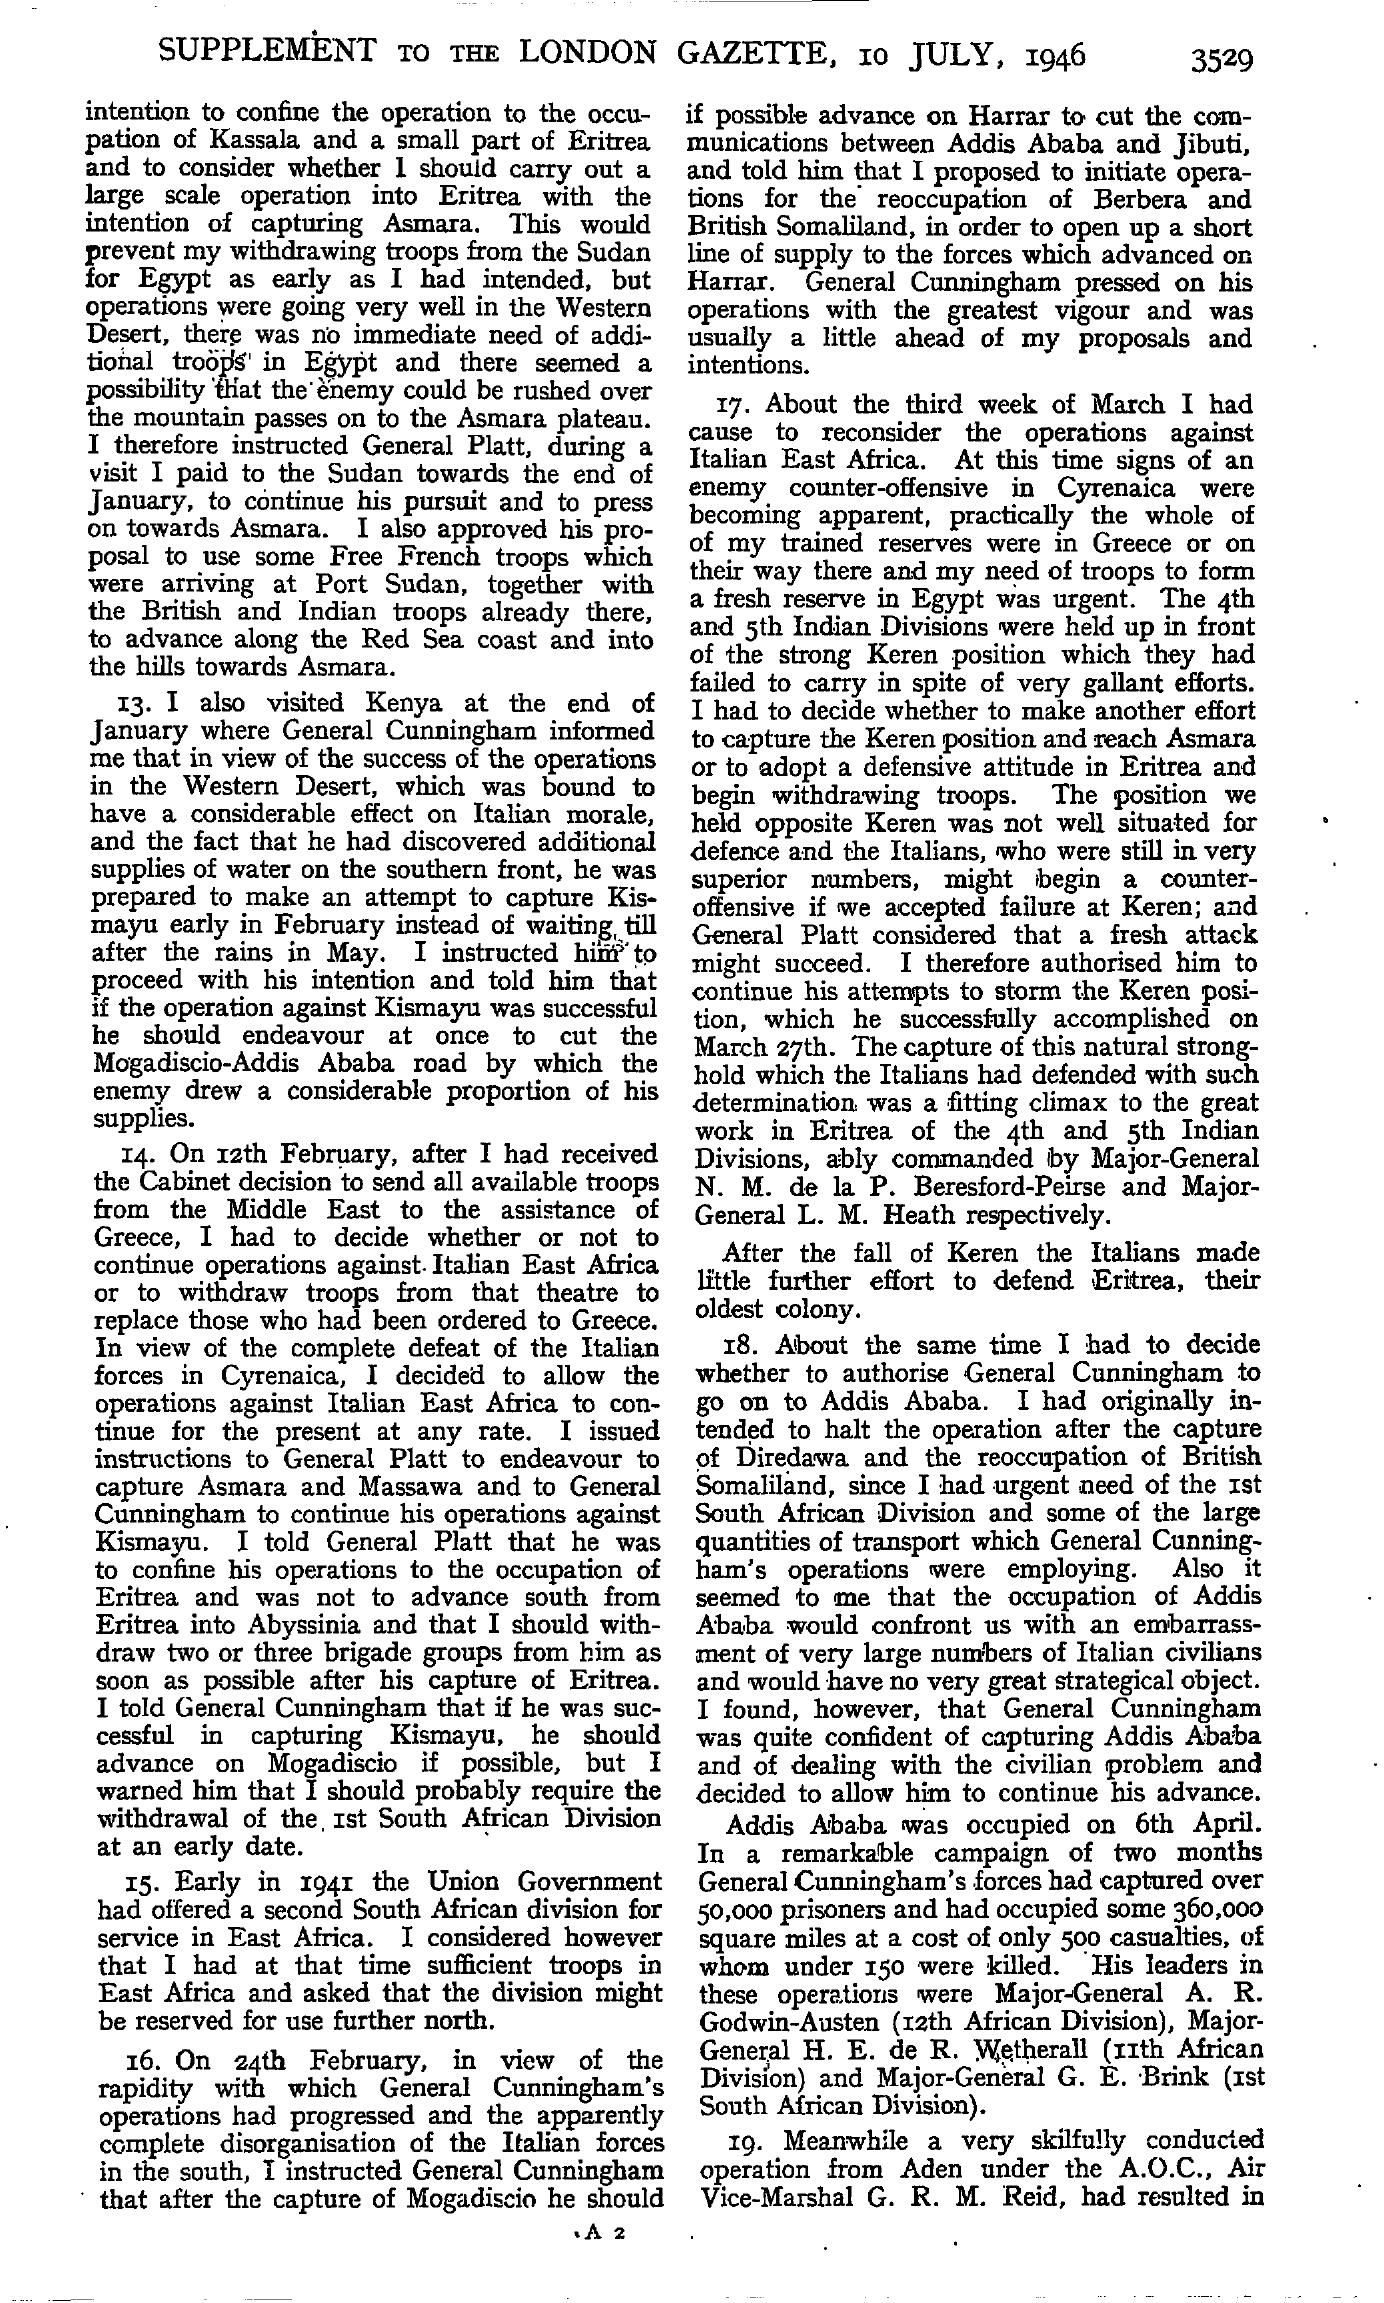 SUPPLEMENT TO THE LONDON GAZETTE, 10 JULY, 1946 3529
intention to confine the operation to the occu-
pation of Kassala and a small part of Eritrea
and to consider whether I should carry out a
large scale operation into Eritrea with the
intention of capturing Asmara. This would
prevent my withdrawing troops from the Sudan
for Egypt as early as I had intended, but
operations were going very well in the Western
Desert, there was no immediate need of addi-
tional troops in Egypt and there seemed a
possibility that the enemy could be rushed over
the mountain passes on to the Asmara plateau.
I therefore instructed General Platt, during a
visit I paid to the Sudan towards the end of
January, to continue his pursuit and to press
on towards Asmara. I also approved his pro-
posal to use some Free French troops which
were arriving at Port Sudan, together with
the British and Indian troops already there,
to advance along the Red Sea coast and into
the hills towards Asmara.
13. I also visited Kenya at the end of
January where General Cunningham informed
me that in view of the success of the operations
in the Western Desert, which was bound to
have a considerable effect on Italian morale,
and the fact that he had discovered additional
supplies of water on the southern front, he was
prepared to make an attempt to capture Kis-
mayu early in February instead of waiting till
after the rains in May. I instructed him to
proceed with his intention and told him that
if the operation against Kismayu was successful
he should endeavour at once to cut the
Mogadiscio-Addis Ababa road by which the
enemy drew a considerable proportion of his
supplies.
14. On 12th February, after I had received
the Cabinet decision to send all available troops
from the Middle East to the assistance of
Greece, I had to decide whether or not to
continue operations against Italian East Africa
or to withdraw troops from that theatre to
replace those who had been ordered to Greece.
In view of the complete defeat of the Italian
forces in Cyrenaica, I decided to allow the
operations against Italian East Africa to con-
tinue for the present at any rate. I issued
instructions to General Platt to endeavour to
capture Asmara and Massawa and to General
Cunningham to continue his operations against
Kismayu. I told General Platt that he was
to confine his operations to the occupation of
Eritrea and was not to advance south from
Eritrea into Abyssinia and that I should with-
draw two or three brigade groups from him as
soon as possible after his capture of Eritrea.
I told General Cunningham that if he was suc-
cessful in capturing Kismayu, he should
advance on Mogadiscio if possible, but I
warned him that I should probably require the
withdrawal of the 1st South African Division
at an early date.
15. Early in 1941 the Union Government
had offered a second South African division for
service in East Africa. I considered however
that I had at that time sufficient troops in
East Africa and asked that the division might
be reserved for use further north.
16. On 24th February, in view of the
rapidity with which General Cunningham's
operations had progressed and the apparently
complete disorganisation of the Italian forces
in the south, I instructed General Cunningham
that after the capture of Mogadiscio he should
if possible advance on Harrar to cut the com-
munications between Addis Ababa and Jibuti,
and told him that I proposed to initiate opera-
tions for the reoccupation of Berbera and
British Somaliland, in order to open up a short
line of supply to the forces which advanced on
Harrar. General Cunningham pressed on his
operations with the greatest vigour and was
usually a little ahead of my proposals and
intentions.
17. About the third week of March I had
cause to reconsider the operations against
Italian East Africa. At this time signs of an
enemy counter-offensive in Cyrenaica were
becoming apparent, practically the whole of
of my trained reserves were in Greece or on
their way there and my need of troops to form
a fresh reserve in Egypt was urgent. The 4th
and 5th Indian Divisions were held up in front
of the strong Keren position which they had
failed to carry in spite of very gallant efforts.
I had to decide whether to make another effort
to capture the Keren position and reach Asmara
or to adopt a defensive attitude in Eritrea and
begin withdrawing troops. The position we
held opposite Keren was not well situated for
defence and the Italians, who were still in very
superior numbers, might begin a counter-
offensive if we accepted failure at Keren; and
General Platt considered that a fresh attack
might succeed. I therefore authorised him to
continue his attempts to storm the Keren posi-
tion, which he successfully accomplished on
March 27th. The capture of this natural strong-
hold which the Italians had defended with such
determination was a fitting climax to the great
work in Eritrea of the 4th and 5th Indian
Divisions, ably commanded by Major-General
N. M. de la P. Beresford-Peirse and Major-
General L. M. Heath respectively.
After the fall of Keren the Italians made
little further effort to defend Eritrea, their
oldest colony.
18. About the same time I had to decide
whether to authorise General Cunningham to
go on to Addis Ababa. I had originally in-
tended to halt the operation after the capture
of Diredawa and the reoccupation of British
Somaliland, since I had urgent need of the 1st
South African Division and some of the large
quantities of transport which General Cunning-
ham's operations were employing. Also it
seemed to me that the occupation of Addis
Ababa would confront us with an embarrass-
ment of very large numbers of Italian civilians
and would have no very great strategical object.
I found, however, that General Cunningham
was quite confident of capturing Addis Ababa
and of dealing with the civilian problem and
decided to allow him to continue his advance.
Addis Ababa was occupied on 6th April.
In a remarkable campaign of two months
General Cunningham's forces had captured over
50,000 prisoners and had occupied some 360,000
square miles at a cost of only 500 casualties, of
whom under 150 were killed. His leaders in
these operations were Major-General A. R.
Godwin-Austen (12th African Division), Major-
General H. E. de R. Wetherall (11th African
Division) and Major-General G. E. Brink (1st
South African Division).
19. Meanwhile a very skilfully conducted
operation from Aden under the A.O.C., Air
Vice-Marshal G. R. M. Reid, had resulted in
A 2